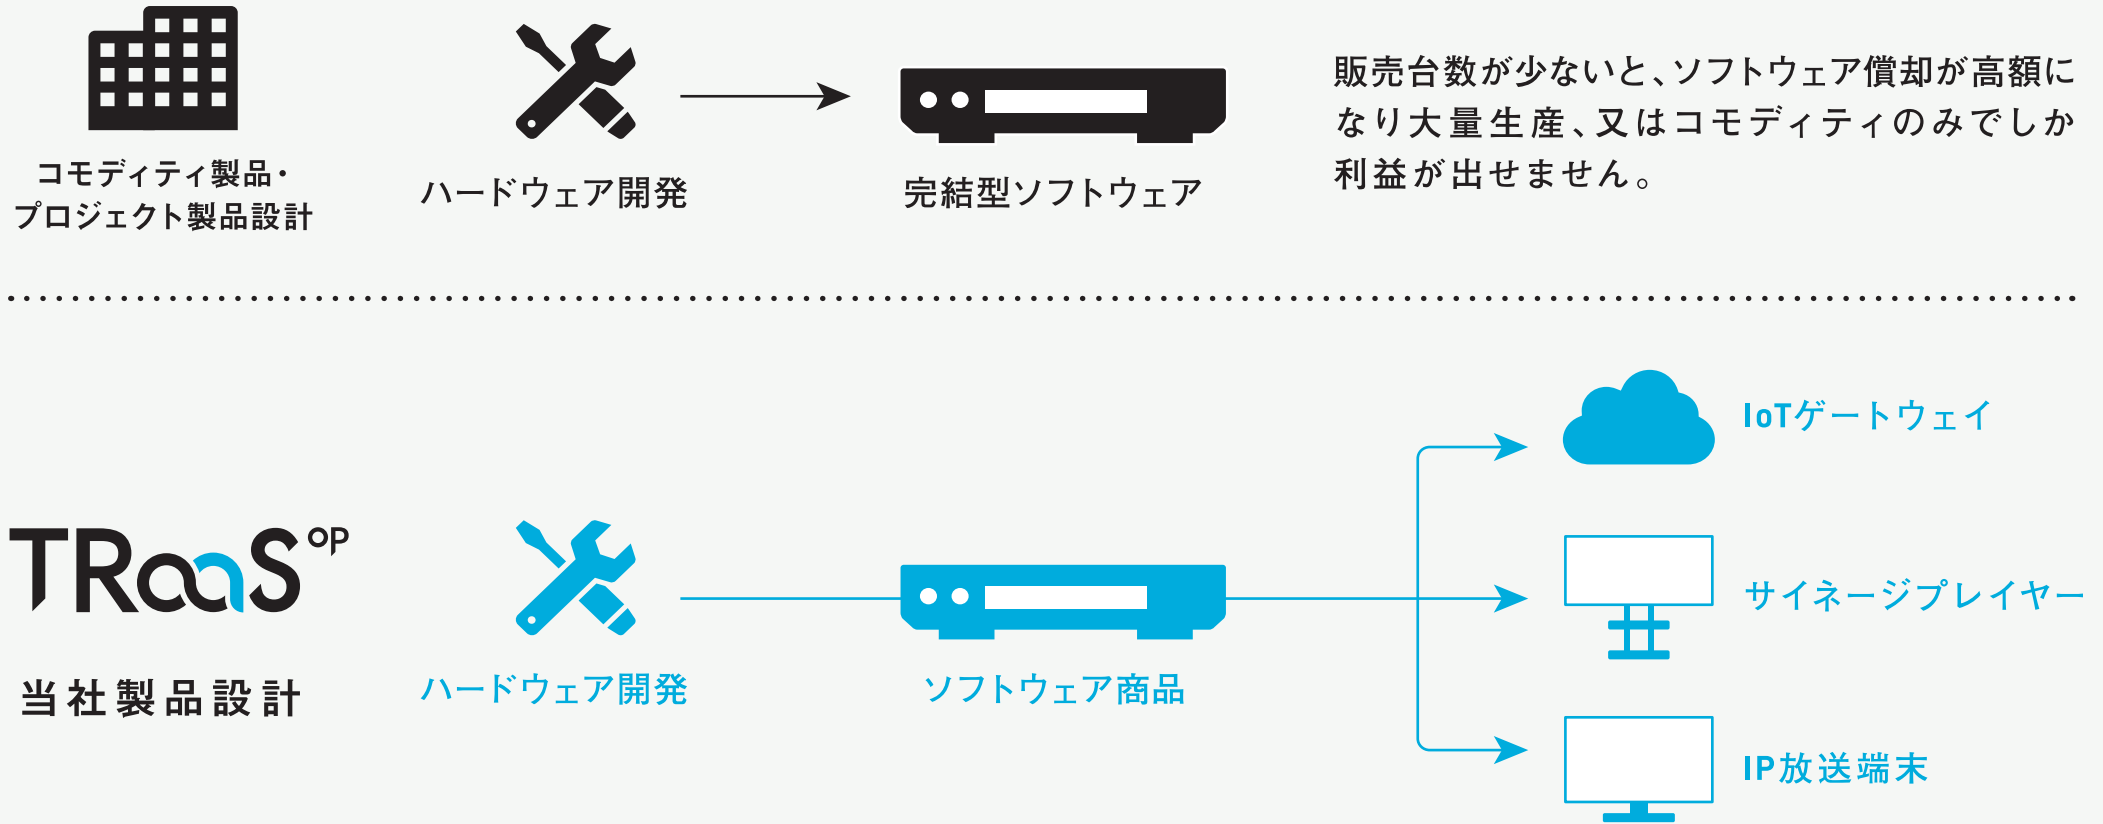 コモディティ製品・
プロジェクト製品設計
ハードウェア開発
完結型ソフトウェア
販売台数が少ないと、ソフトウェア償却が高額に
なり大量生産、又はコモディティのみでしか
利益が出せません。
TRaaS OP
当社製品設計
ハードウェア開発
ソフトウェア商品
IoTゲートウェイ
サイネージプレイヤー
IP放送端末